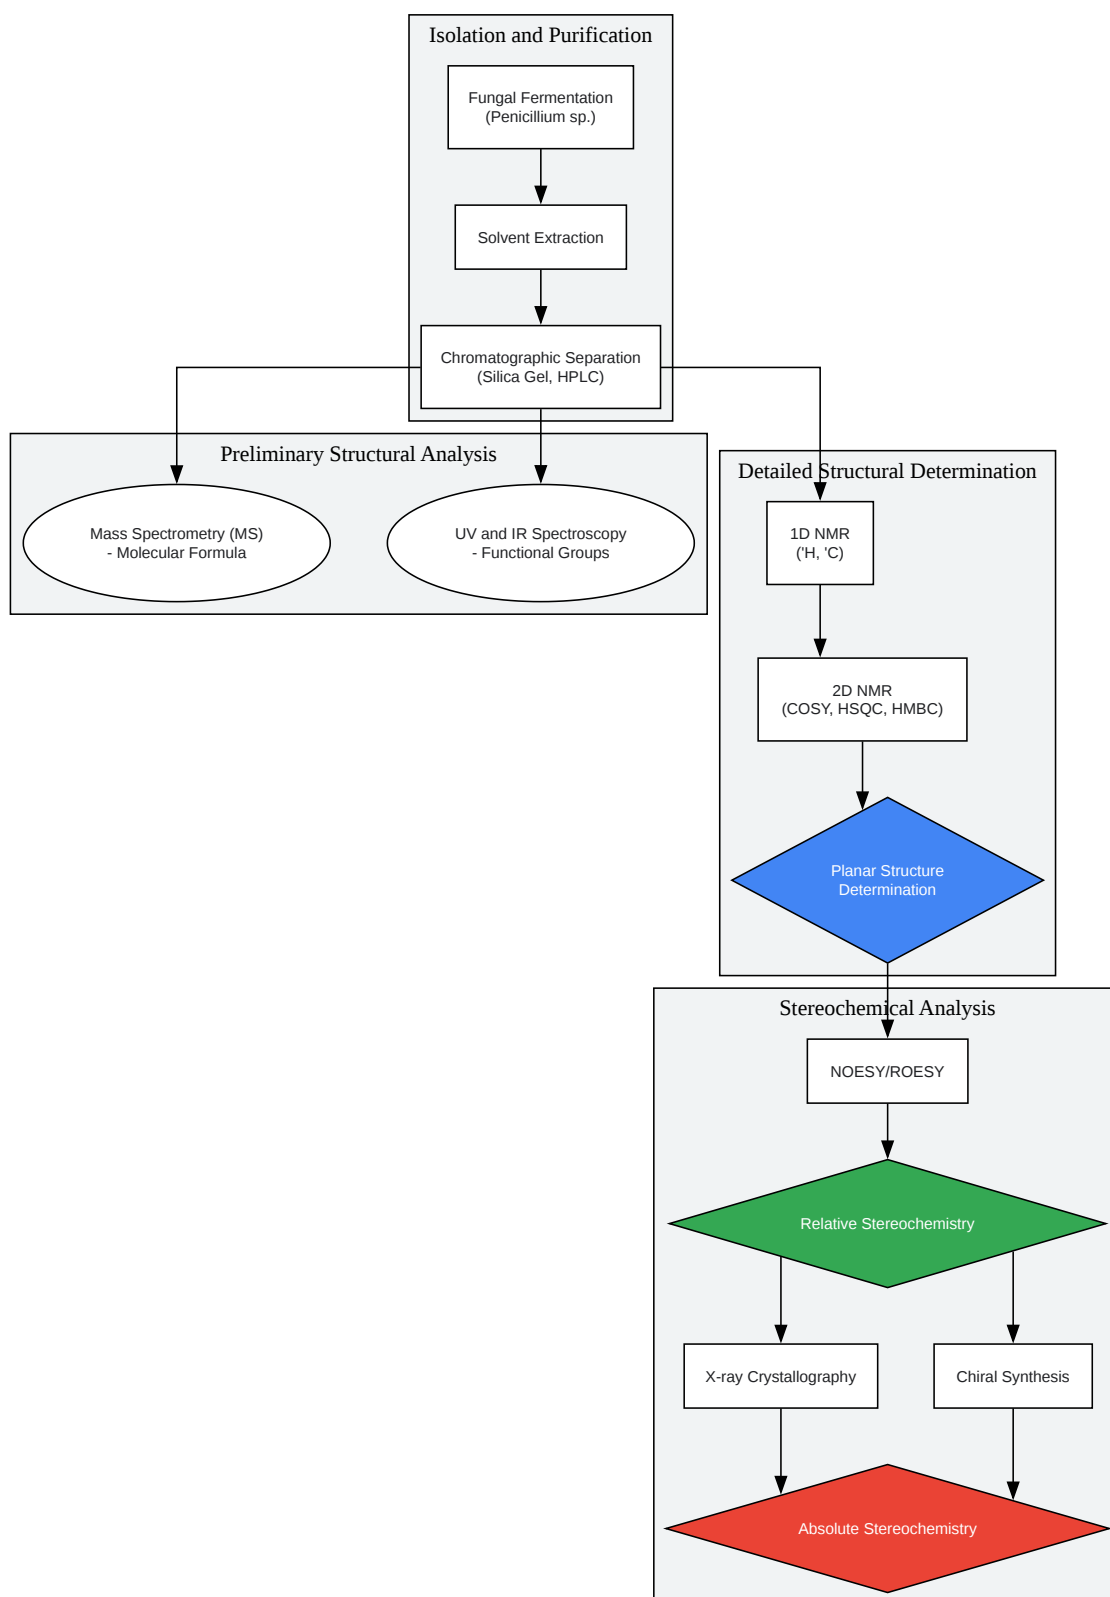 Isolation and Purification
Fungal Fermentation
(Penicillium sp.)
Solvent Extraction
Chromatographic Separation
(Silica Gel, HPLC)
Preliminary Structural Analysis
Mass Spectrometry (MS)
- Molecular Formula
UV and IR Spectroscopy
- Functional Groups
Detailed Structural Determination
1D NMR
('H, 'C)
2D NMR
(COSY, HSQC, HMBC)
Planar Structure
Determination
Stereochemical Analysis
NOESY/ROESY
Relative Stereochemistry
X-ray Crystallography
Chiral Synthesis
Absolute Stereochemistry